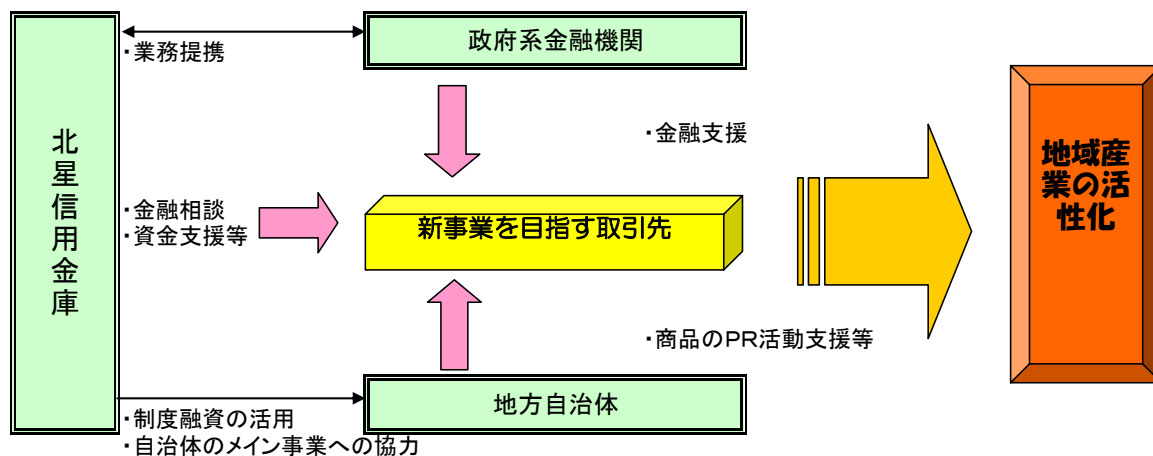 北星信用金庫
政府系金融機関
・業務提携
・金融支援
地域産
業の活
性化
・金融相談
・資金支援等
新事業を目指す取引先
・商品のPR活動支援等
地方自治体
・制度融資の活用
・自治体のメイン事業への協力